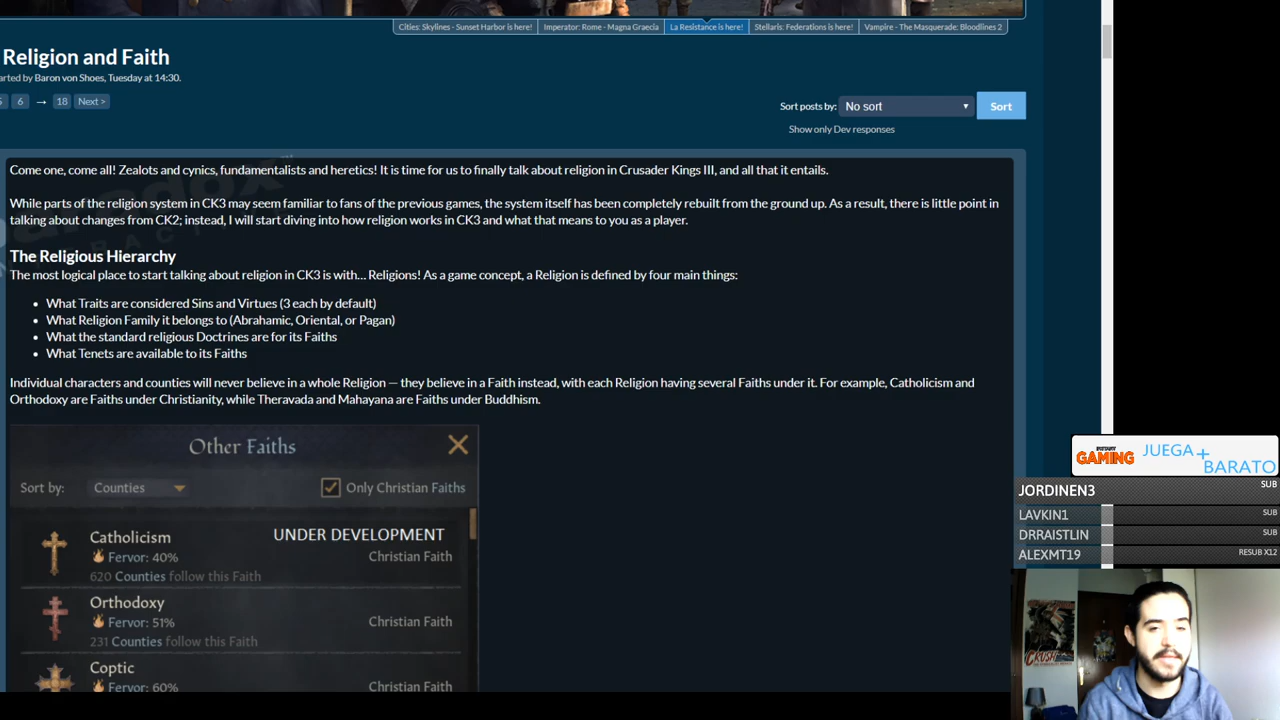 Cities: Skylines - Sunset Harbor is here! Imperator: Rome - Magna Graecia La Resistance is here! Stellaris: Federations is here! Vampire - The Masquerade: Bloodlines 2
Religion and Faith
arted by Baron von Shoes, Tuesday at 14:30.
6 → 18 Next >
Sort posts by: No sort Sort
Show only Dev responses
Come one, come all! Zealots and cynics, fundamentalists and heretics! It is time for us to finally talk about religion in Crusader Kings III, and all that it entails.
While parts of the religion system in CK3 may seem familiar to fans of the previous games, the system itself has been completely rebuilt from the ground up. As a result, there is little point in
talking about changes from CK2; instead, I will start diving into how religion works in CK3 and what that means to you as a player.
The Religious Hierarchy
The most logical place to start talking about religion in CK3 is with... Religions! As a game concept, a Religion is defined by four main things:
• What Traits are considered Sins and Virtues (3 each by default)
• What Religion Family it belongs to (Abrahamic, Oriental, or Pagan)
• What the standard religious Doctrines are for its Faiths
• What Tenets are available to its Faiths
Individual characters and counties will never believe in a whole Religion — they believe in a Faith instead, with each Religion having several Faiths under it. For example, Catholicism and
Orthodoxy are Faiths under Christianity, while Theravada and Mahayana are Faiths under Buddhism.
Other Faiths
Sort by: Counties Only Christian Faiths
Catholicism UNDER DEVELOPMENT
Fervor: 40% Christian Faith
620 Counties follow this Faith
Orthodoxy
Fervor: 51% Christian Faith
231 Counties follow this Faith
Coptic
Fervor: 60% Christian Faith
INSTANT GAMING JUEGA+ BARATO
JORDINEN3 SUB
LAVKIN1 SUB
DRRAISTLIN SUB
ALEXMT19 RESUB X12